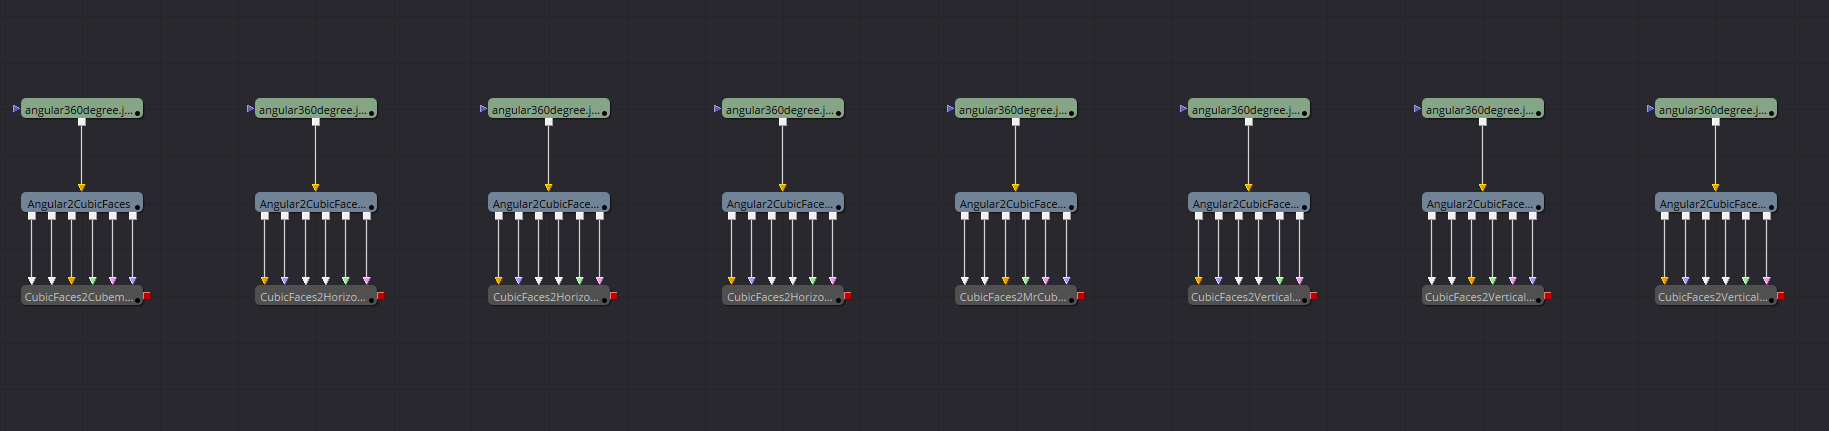 angular360degree.j... angular360degree.j... angular360degree.j... angular360degree.j... angular360degree.j... angular360degree.j... angular360degree.j... angular360degree.j...
Angular2CubicFaces Angular2CubicFace... Angular2CubicFace... Angular2CubicFace... Angular2CubicFace... Angular2CubicFace... Angular2CubicFace... Angular2CubicFace...
CubicFaces2Cubem... CubicFaces2Horizo... CubicFaces2Horizo... CubicFaces2Horizo... CubicFaces2MrCub... CubicFaces2Vertical... CubicFaces2Vertical... CubicFaces2Vertical...